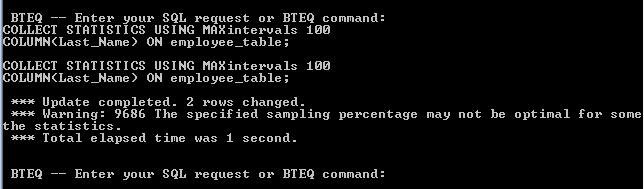 BTEQ -- Enter your SQL request or BTEQ command:
COLLECT STATISTICS USING MAXintervals 100
COLUMN(Last_Name) ON employee_table;
COLLECT STATISTICS USING MAXintervals 100
COLUMN(Last_Name) ON employee_table;
*** Update completed. 2 rows changed.
*** Warning: 9686 The specified sampling percentage may not be optimal for some
the statistics.
*** Total elapsed time was 1 second.
BTEQ -- Enter your SQL request or BTEQ command: